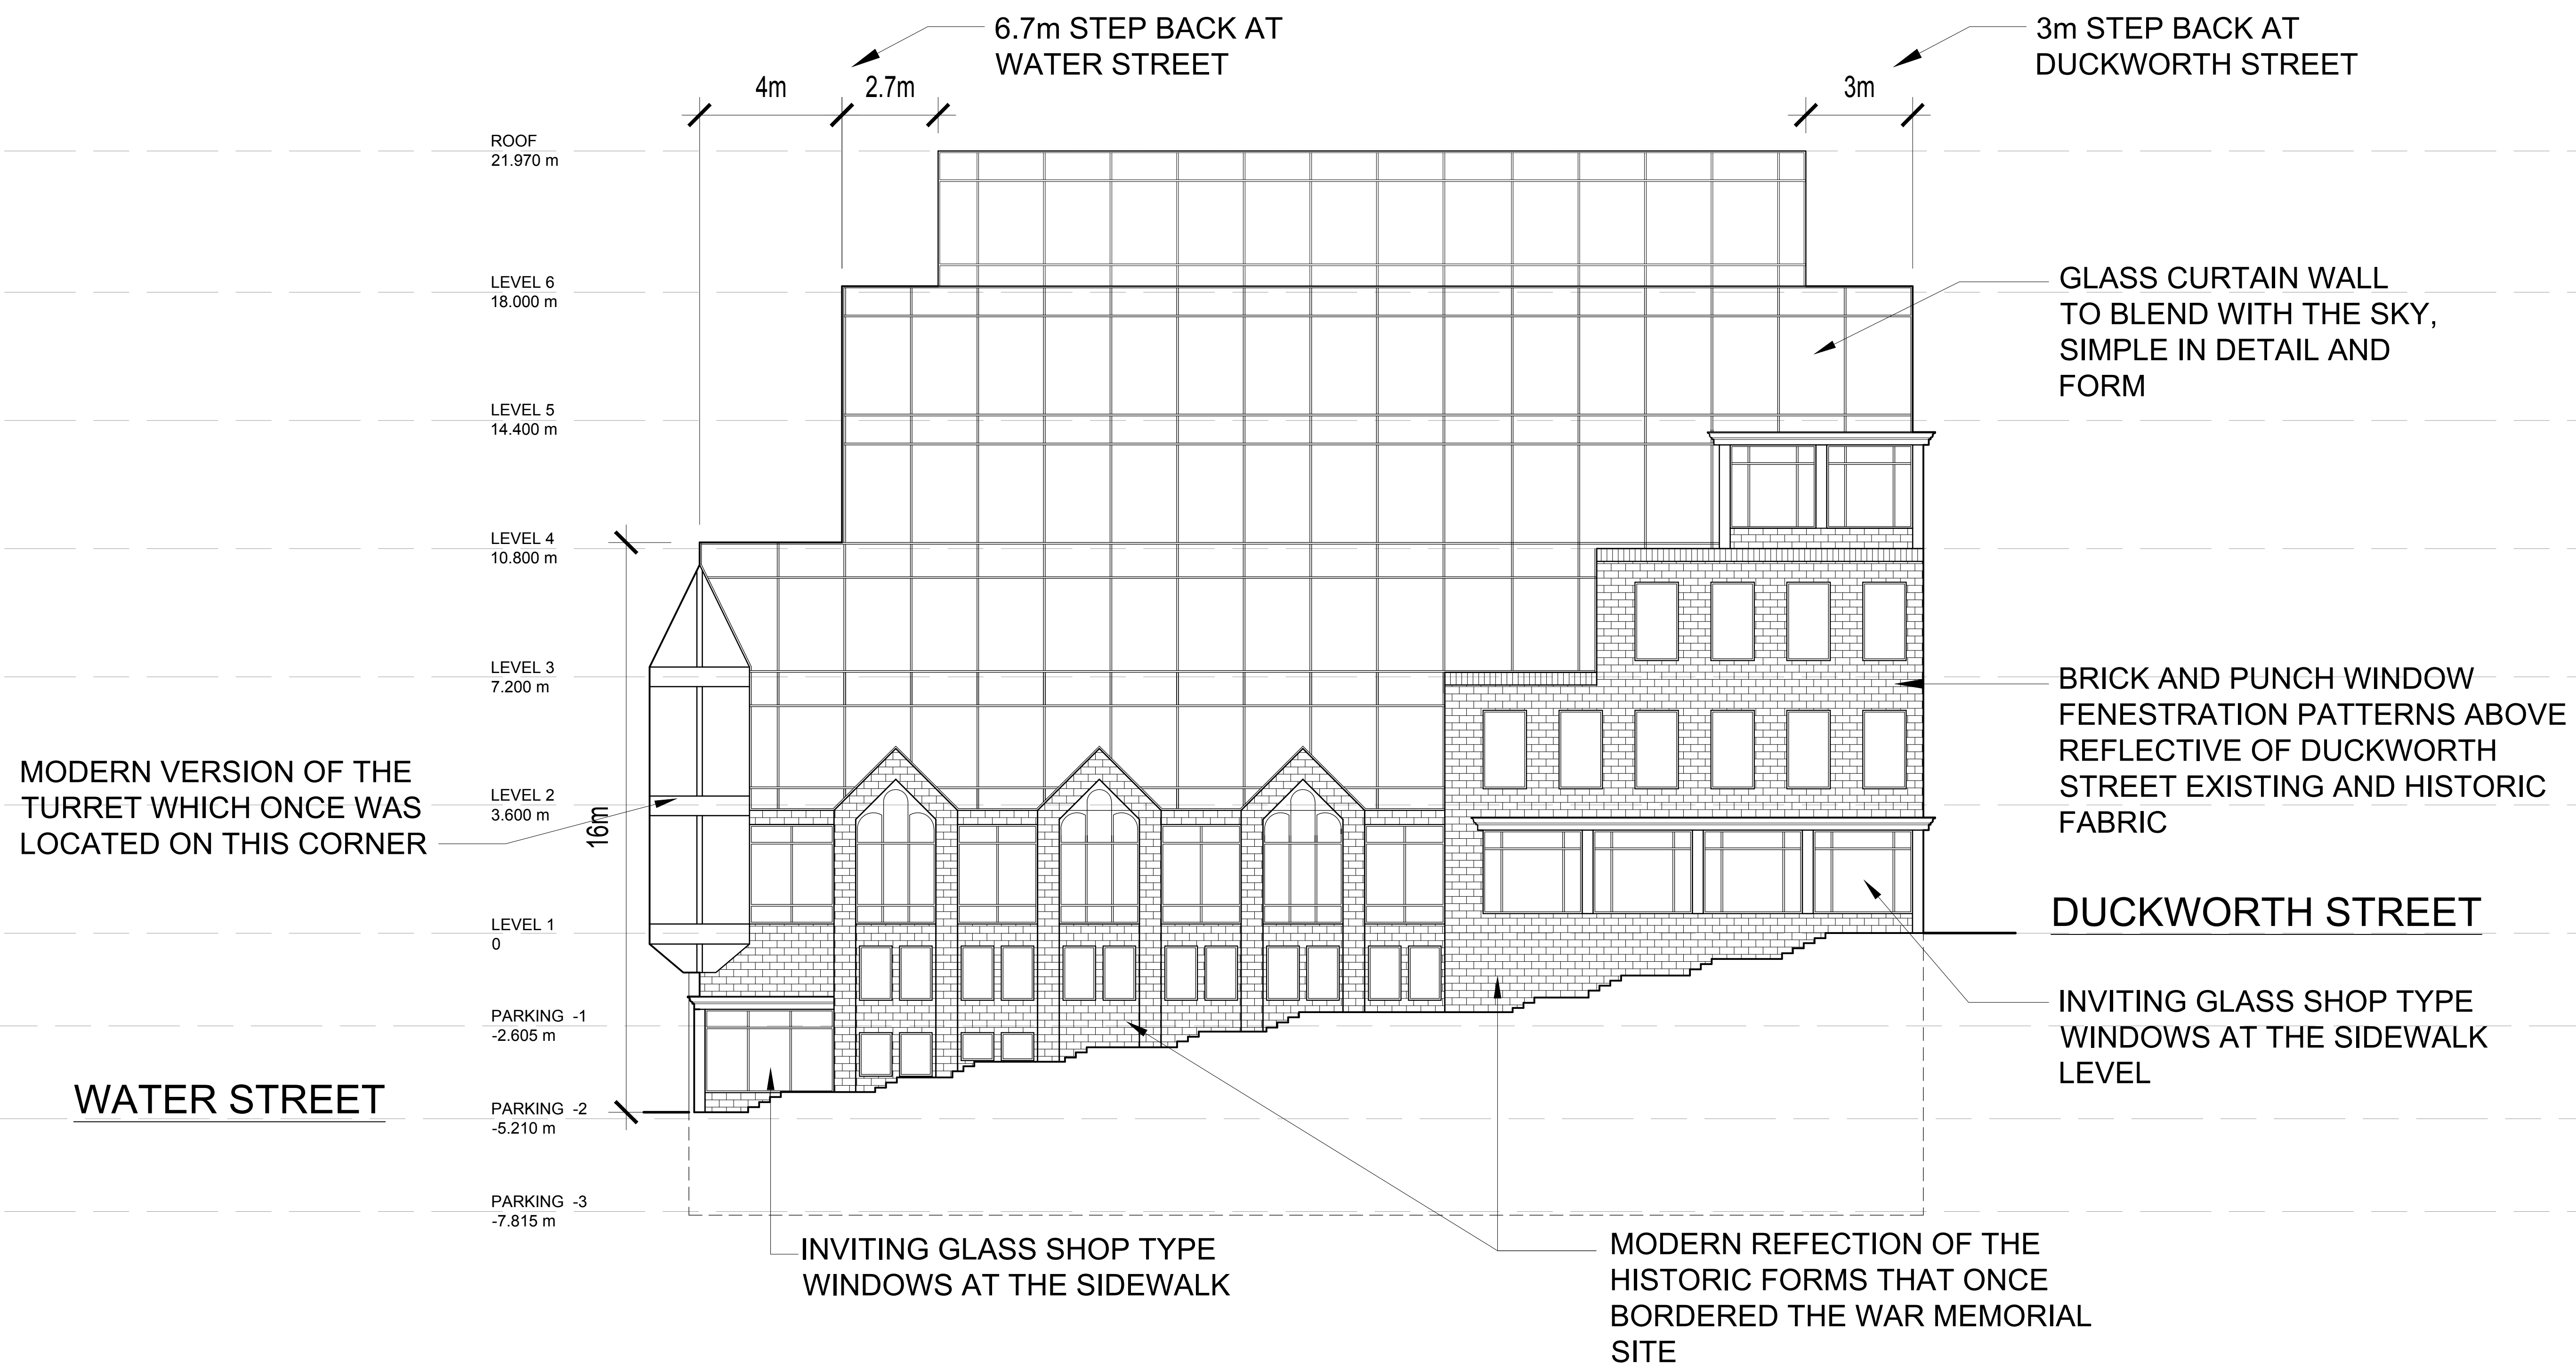 6.7m STEP BACK AT
WATER STREET
3m STEP BACK AT
DUCKWORTH STREET
4m
2.7m
3m
ROOF
21.970 m
LEVEL 6
18.000 m
GLASS CURTAIN WALL
TO BLEND WITH THE SKY,
SIMPLE IN DETAIL AND
FORM
LEVEL 5
14.400 m
LEVEL 4
10.800 m
LEVEL 3
7.200 m
BRICK AND PUNCH WINDOW
FENESTRATION PATTERNS ABOVE
REFLECTIVE OF DUCKWORTH
STREET EXISTING AND HISTORIC
FABRIC
MODERN VERSION OF THE
TURRET WHICH ONCE WAS
LOCATED ON THIS CORNER
LEVEL 2
3.600 m
16m
LEVEL 1
0
DUCKWORTH STREET
INVITING GLASS SHOP TYPE
WINDOWS AT THE SIDEWALK
LEVEL
PARKING -1
-2.605 m
WATER STREET
PARKING -2
-5.210 m
PARKING -3
-7.815 m
INVITING GLASS SHOP TYPE
WINDOWS AT THE SIDEWALK
MODERN REFECTION OF THE
HISTORIC FORMS THAT ONCE
BORDERED THE WAR MEMORIAL
SITE